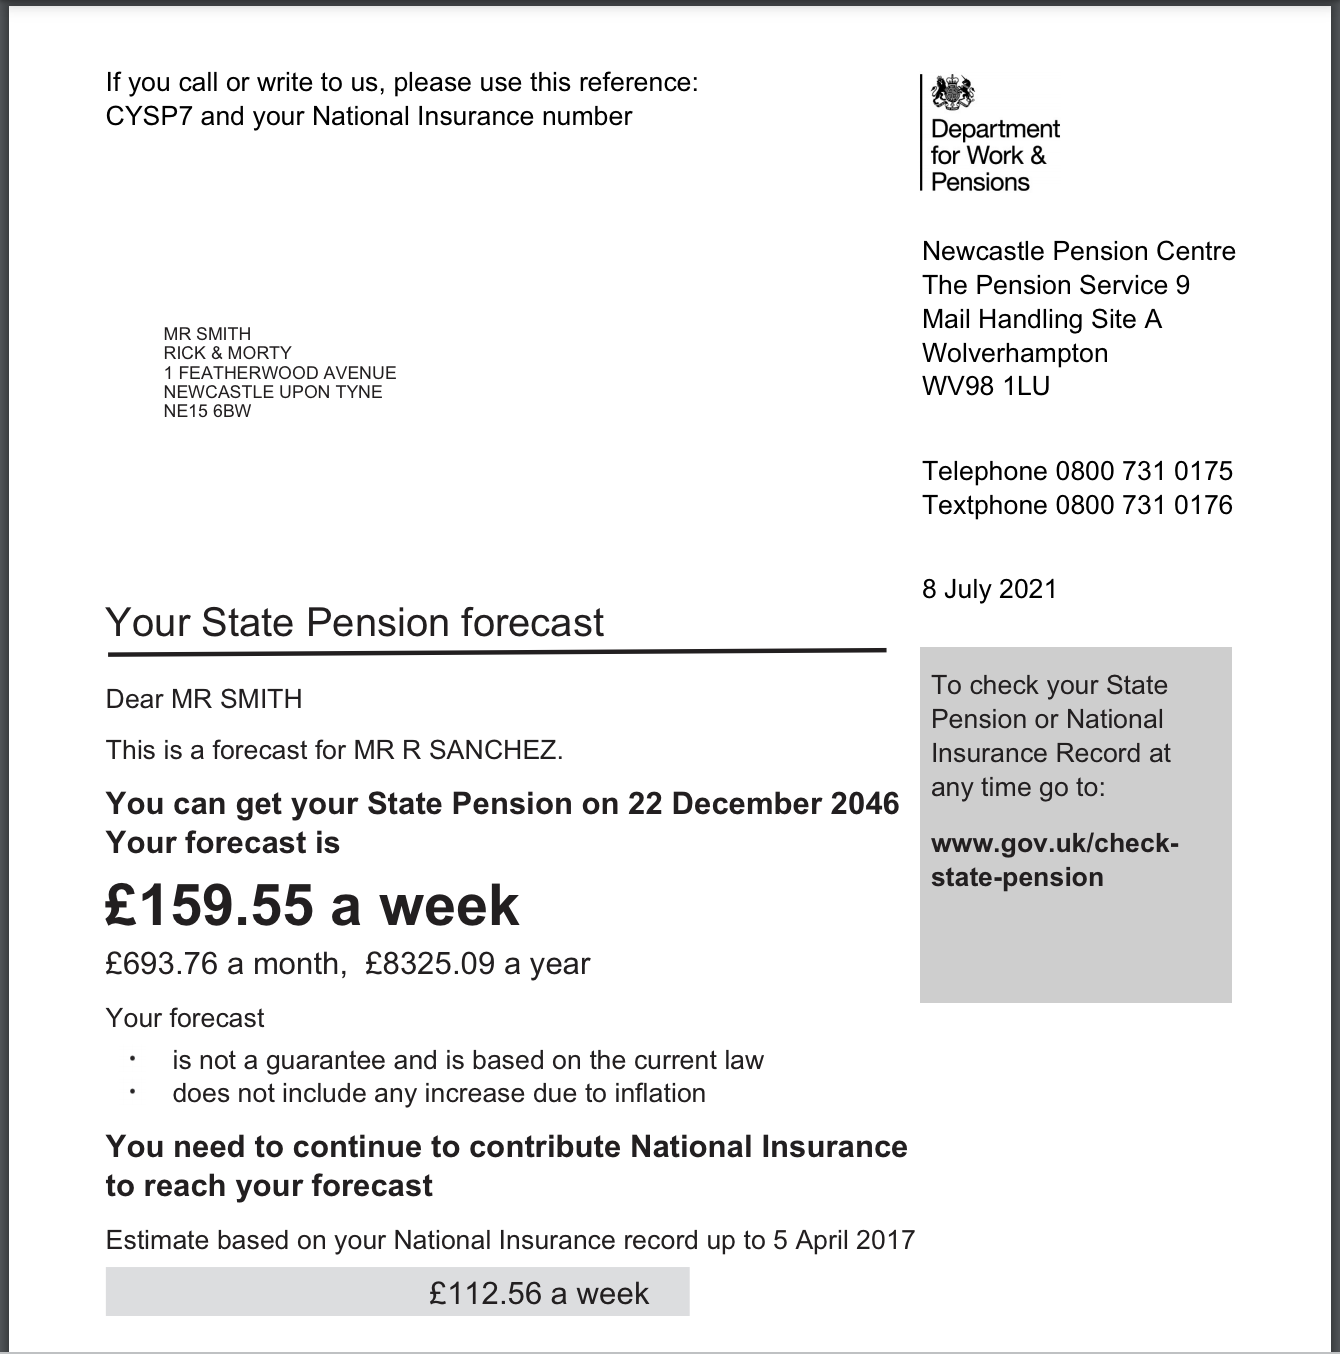 If you call or write to us, please use this reference:
CYSP7 and your National Insurance number
Department
for Work &
Pensions
Newcastle Pension Centre
The Pension Service 9
Mail Handling Site A
Wolverhampton
WV98 1LU
MR SMITH
RICK & MORTY
1 FEATHERWOOD AVENUE
NEWCASTLE UPON TYNE
NE15 6BW
Telephone 0800 731 0175
Textphone 0800 731 0176
8 July 2021
Your State Pension forecast
Dear MR SMITH
This is a forecast for MR R SANCHEZ.
You can get your State Pension on 22 December 2046
Your forecast is
£159.55 a week
£693.76 a month,  £8325.09 a year
Your forecast
· is not a guarantee and is based on the current law
· does not include any increase due to inflation
You need to continue to contribute National Insurance
to reach your forecast
Estimate based on your National Insurance record up to 5 April 2017
£112.56 a week
To check your State
Pension or National
Insurance Record at
any time go to:
www.gov.uk/check-
state-pension